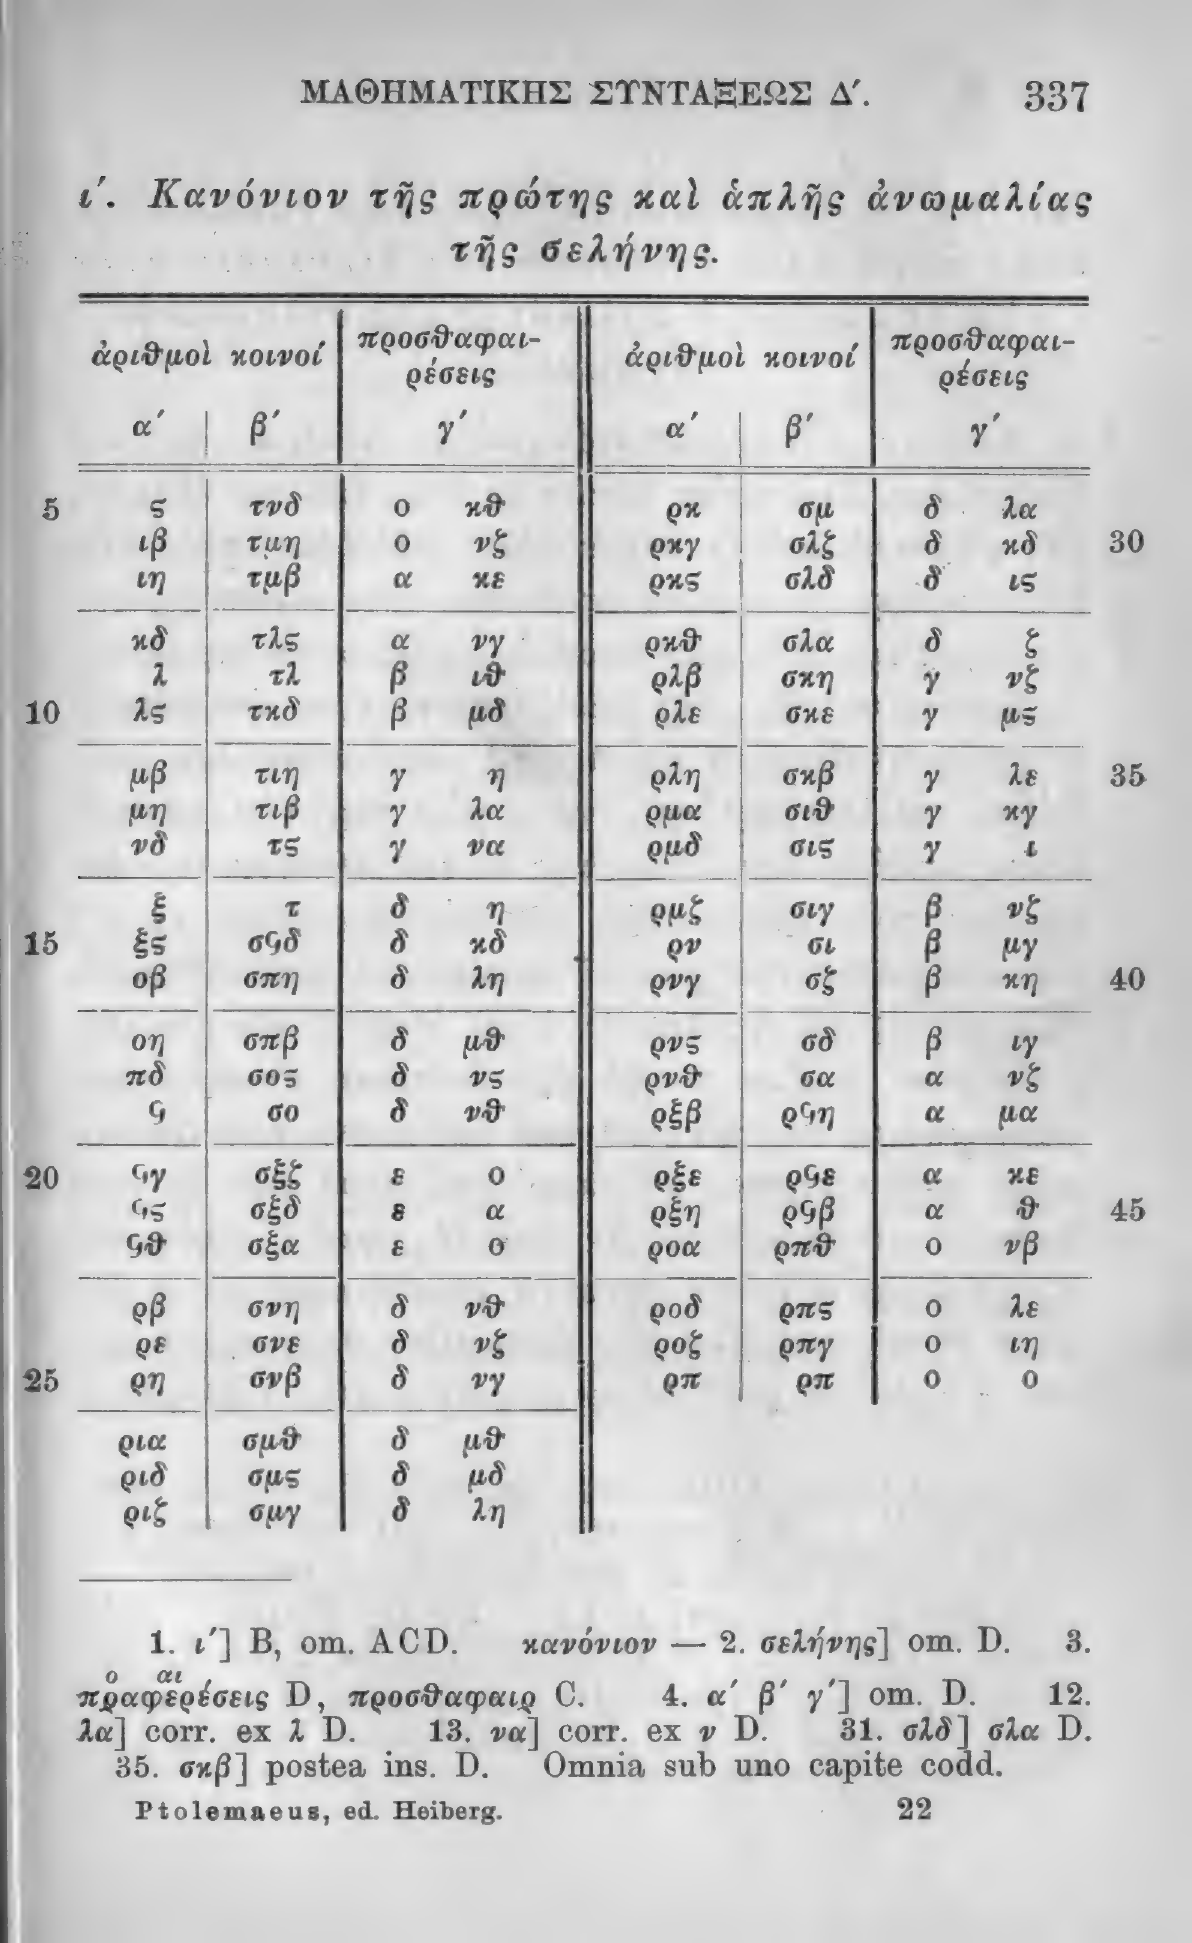 ΜΑΘΗΜΑΤΙΚΗΣ ΣΥΝΤΑΞΕΩΣ Δ′. 337
ι′. Κανόνιον τῆς πρώτης καὶ ἁπλῆς ἀνωμαλίας
τῆς σελήνης.
ἀριθμοὶ κοινοί προσθαφαι- ἀριθμοὶ κοινοί προσθαφαι-
ρέσεις ρέσεις
α′ β′ γ′ α′ β′ γ′
5 ϛ τνδ ο κθ ρκ σμ δ λα
ιβ τμη ο νζ ρκγ σλζ δ κδ 30
ιη τμβ α κε ρκϛ σλδ δ ιϛ
κδ τλϛ α νγ ρκθ σλα δ ζ
λ τλ β ιθ ρλβ σκη γ νζ
10 λϛ τκδ β μδ ρλε σκε γ μϛ
μβ τιη γ η ρλη σκβ γ λε 35
μη τιβ γ λα ρμα σιθ γ κγ
νδ τϛ γ να ρμδ σιϛ γ ι
ξ τ δ η ρμζ σιγ β νζ
15 ξϛ σϟδ δ κδ ρν σι β μγ
οβ σπη δ λη ρνγ σζ β κη 40
οη σπβ δ μθ ρνϛ σδ β ιγ
πδ σοϛ δ νϛ ρνθ σα α νζ
ϟ σο δ νθ ρξβ ρϟη α μα
20 ϟγ σξζ ε ο ρξε ρϟε α κε
ϟϛ σξδ ε α ρξη ρϟβ α θ 45
ϟθ σξα ε ο ροα ρπθ ο νβ
ρβ σνη δ νθ ροδ ρπϛ ο λε
ρε σνε δ νζ ροζ ρπγ ο ιη
25 ρη σνβ δ νγ ρπ ρπ ο ο
ρια σμθ δ μθ
ριδ σμϛ δ μδ
ριζ σμγ δ λη
1. ι′] B, om. ACD. κανόνιον — 2. σελήνης] om. D. 3.
ο αι
πραφερέσεις D, προσθαφαιρ C. 4. α′ β′ γ′] om. D. 12.
λα] corr. ex λ D. 13. να] corr. ex ν D. 31. σλδ] σλα D.
35. σκβ] postea ins. D. Omnia sub uno capite codd.
Ptolemaeus, ed. Heiberg. 22